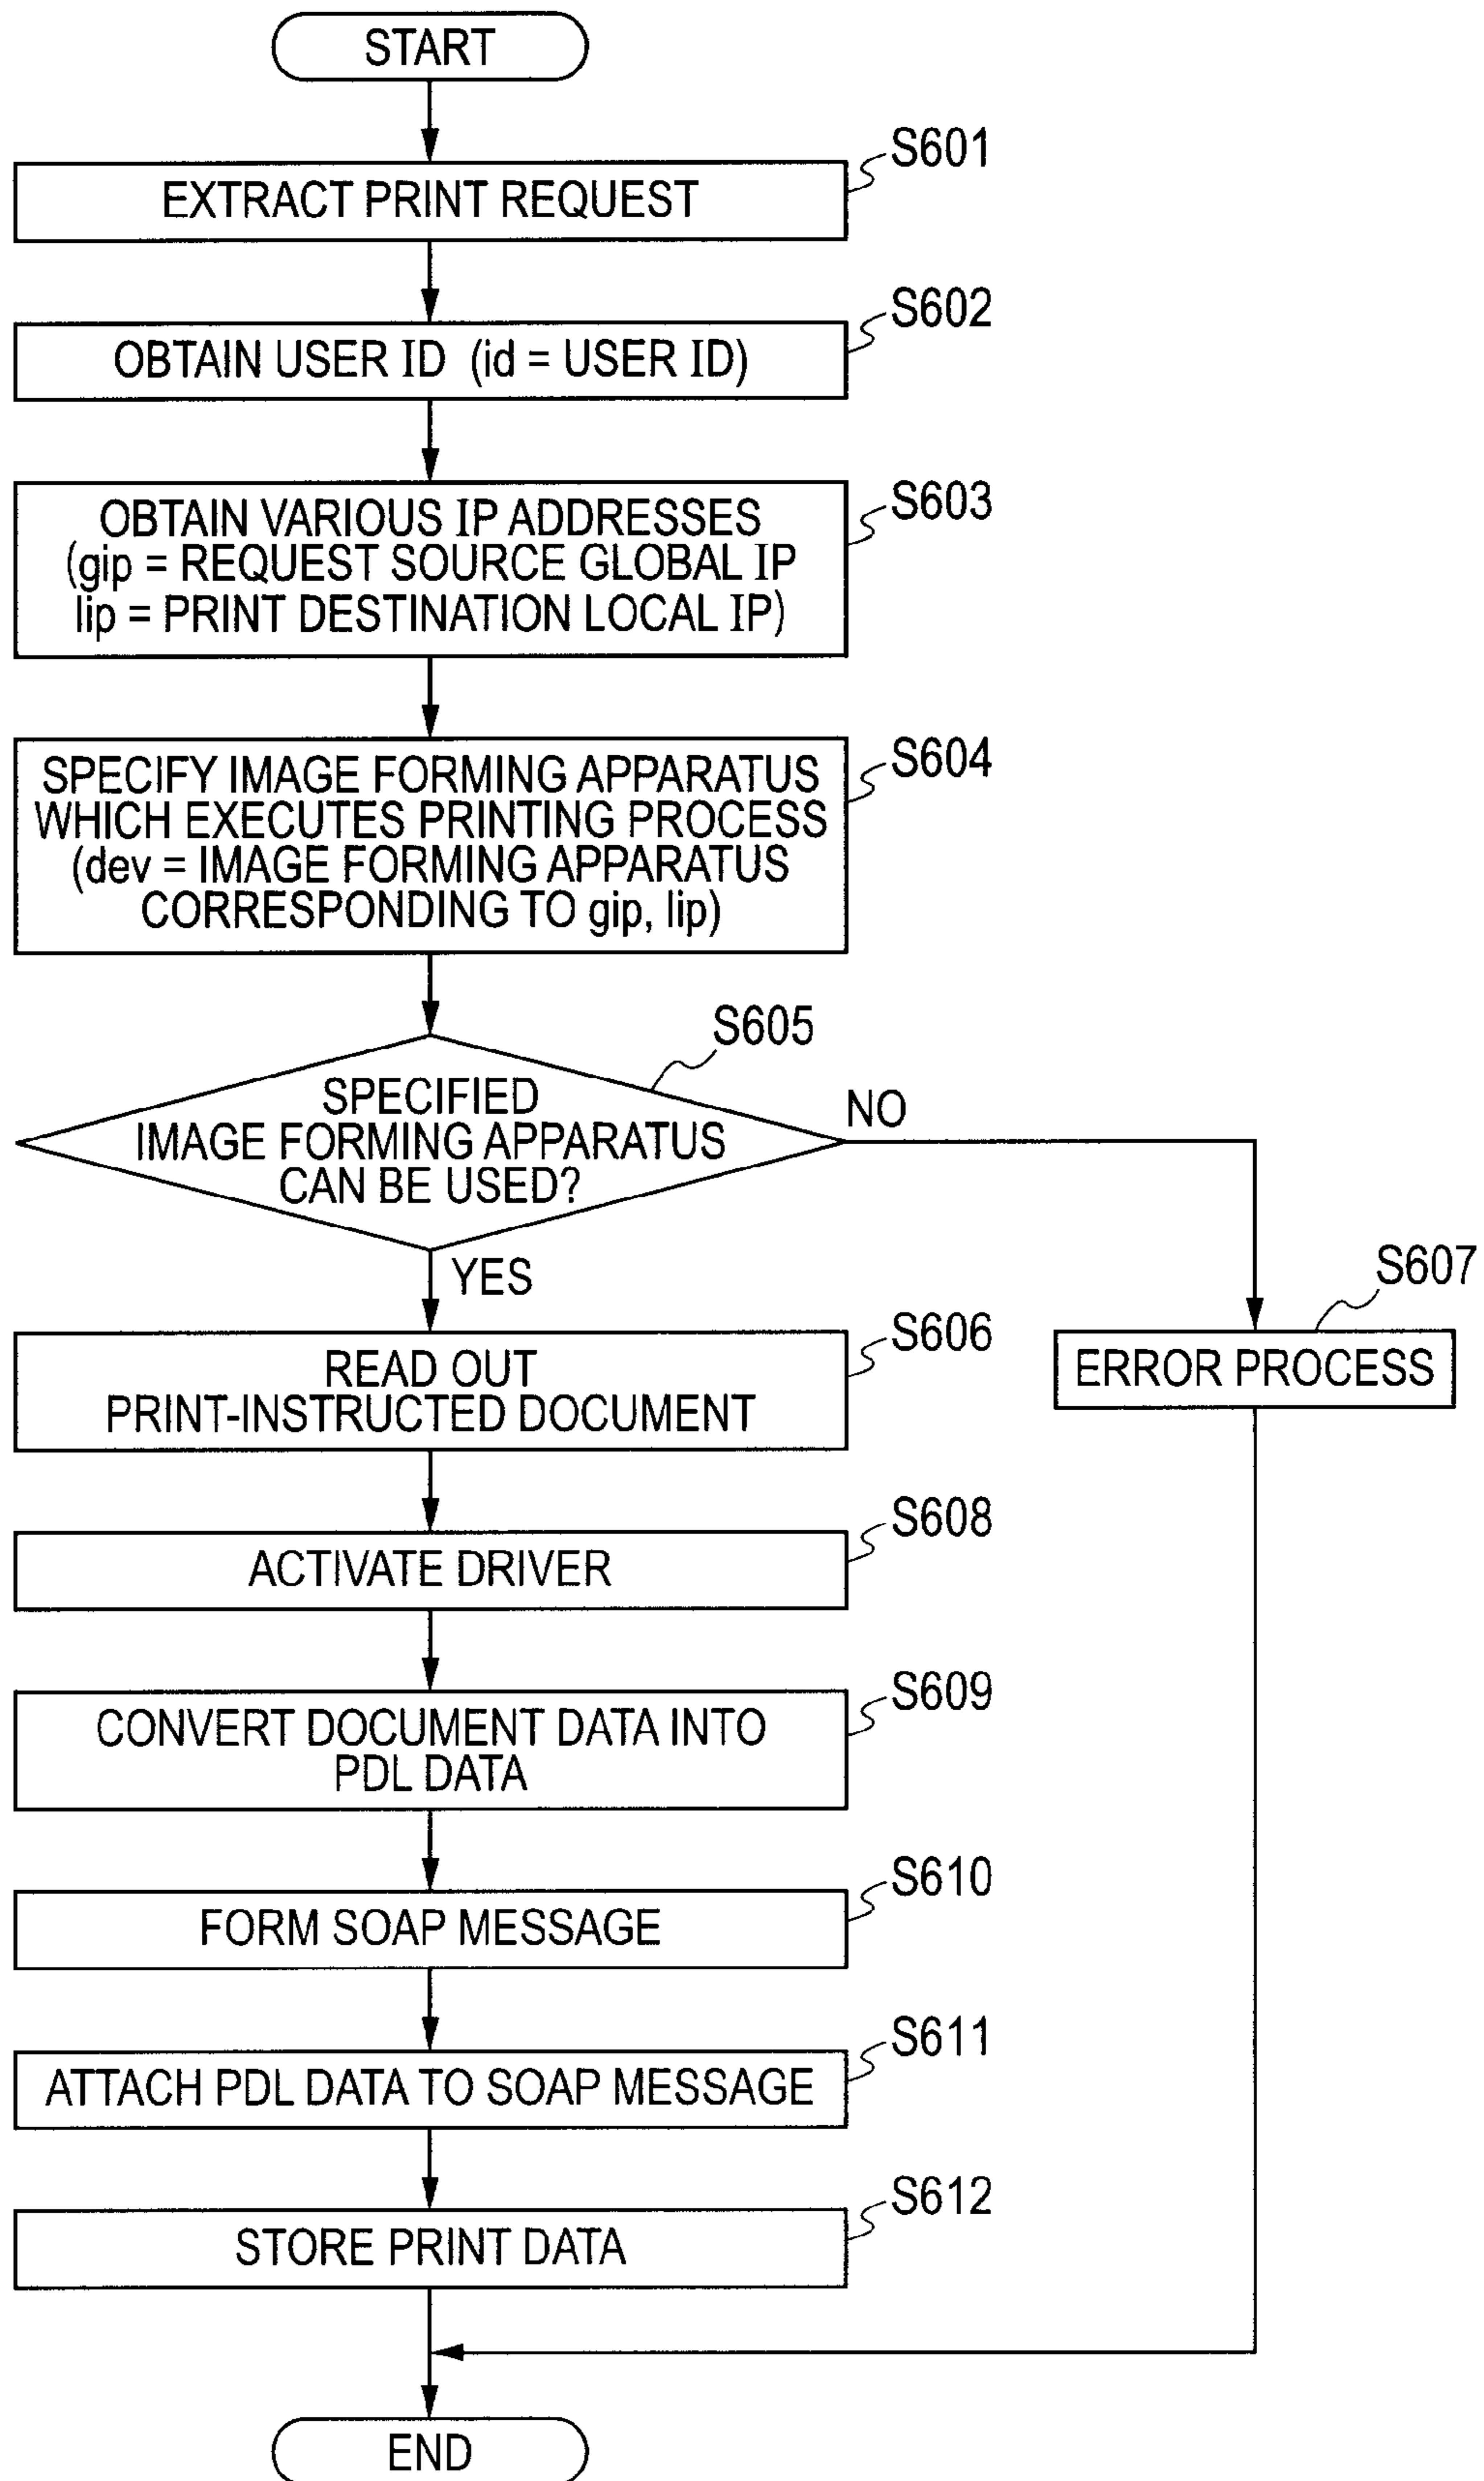 START
S601
EXTRACT PRINT REQUEST
S602
OBTAIN USER ID (id = USER ID)
S603
OBTAIN VARIOUS IP ADDRESSES
(gip = REQUEST SOURCE GLOBAL IP
lip = PRINT DESTINATION LOCAL IP)
S604
SPECIFY IMAGE FORMING APPARATUS
WHICH EXECUTES PRINTING PROCESS
(dev = IMAGE FORMING APPARATUS
CORRESPONDING TO gip, lip)
S605
SPECIFIED
IMAGE FORMING APPARATUS
CAN BE USED?
NO
YES
S606
READ OUT
PRINT-INSTRUCTED DOCUMENT
S607
ERROR PROCESS
S608
ACTIVATE DRIVER
S609
CONVERT DOCUMENT DATA INTO
PDL DATA
S610
FORM SOAP MESSAGE
S611
ATTACH PDL DATA TO SOAP MESSAGE
S612
STORE PRINT DATA
END